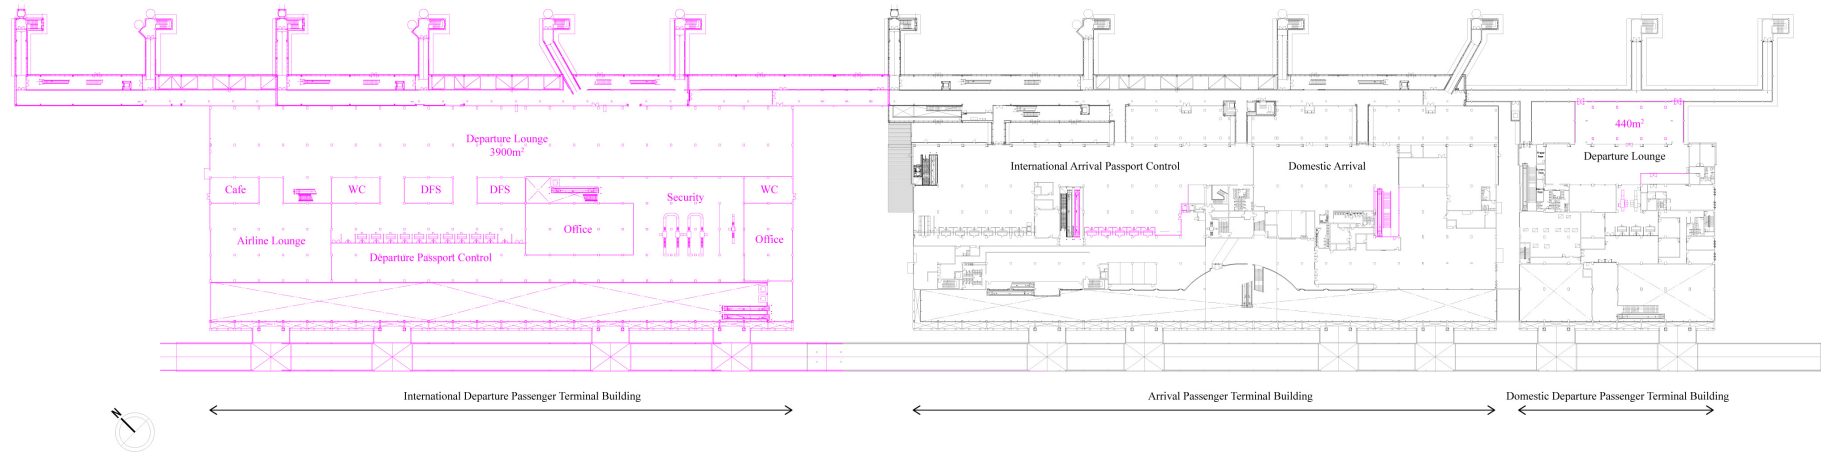 Departure Lounge
3900m²
Cafe
WC
DFS
DFS
WC
Security
Airline Lounge
Office
Office
Departure Passport Control
International Arrival Passport Control
Domestic Arrival
440m²
Departure Lounge
International Departure Passenger Terminal Building
Arrival Passenger Terminal Building
Domestic Departure Passenger Terminal Building
N